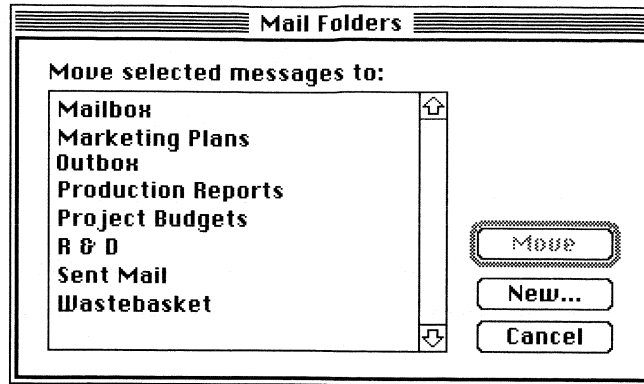 Mail Folders
Move selected messages to:
Mailbox
Marketing Plans
Outbox
Production Reports
Project Budgets
R & D
Sent Mail
Wastebasket
Move
New...
Cancel